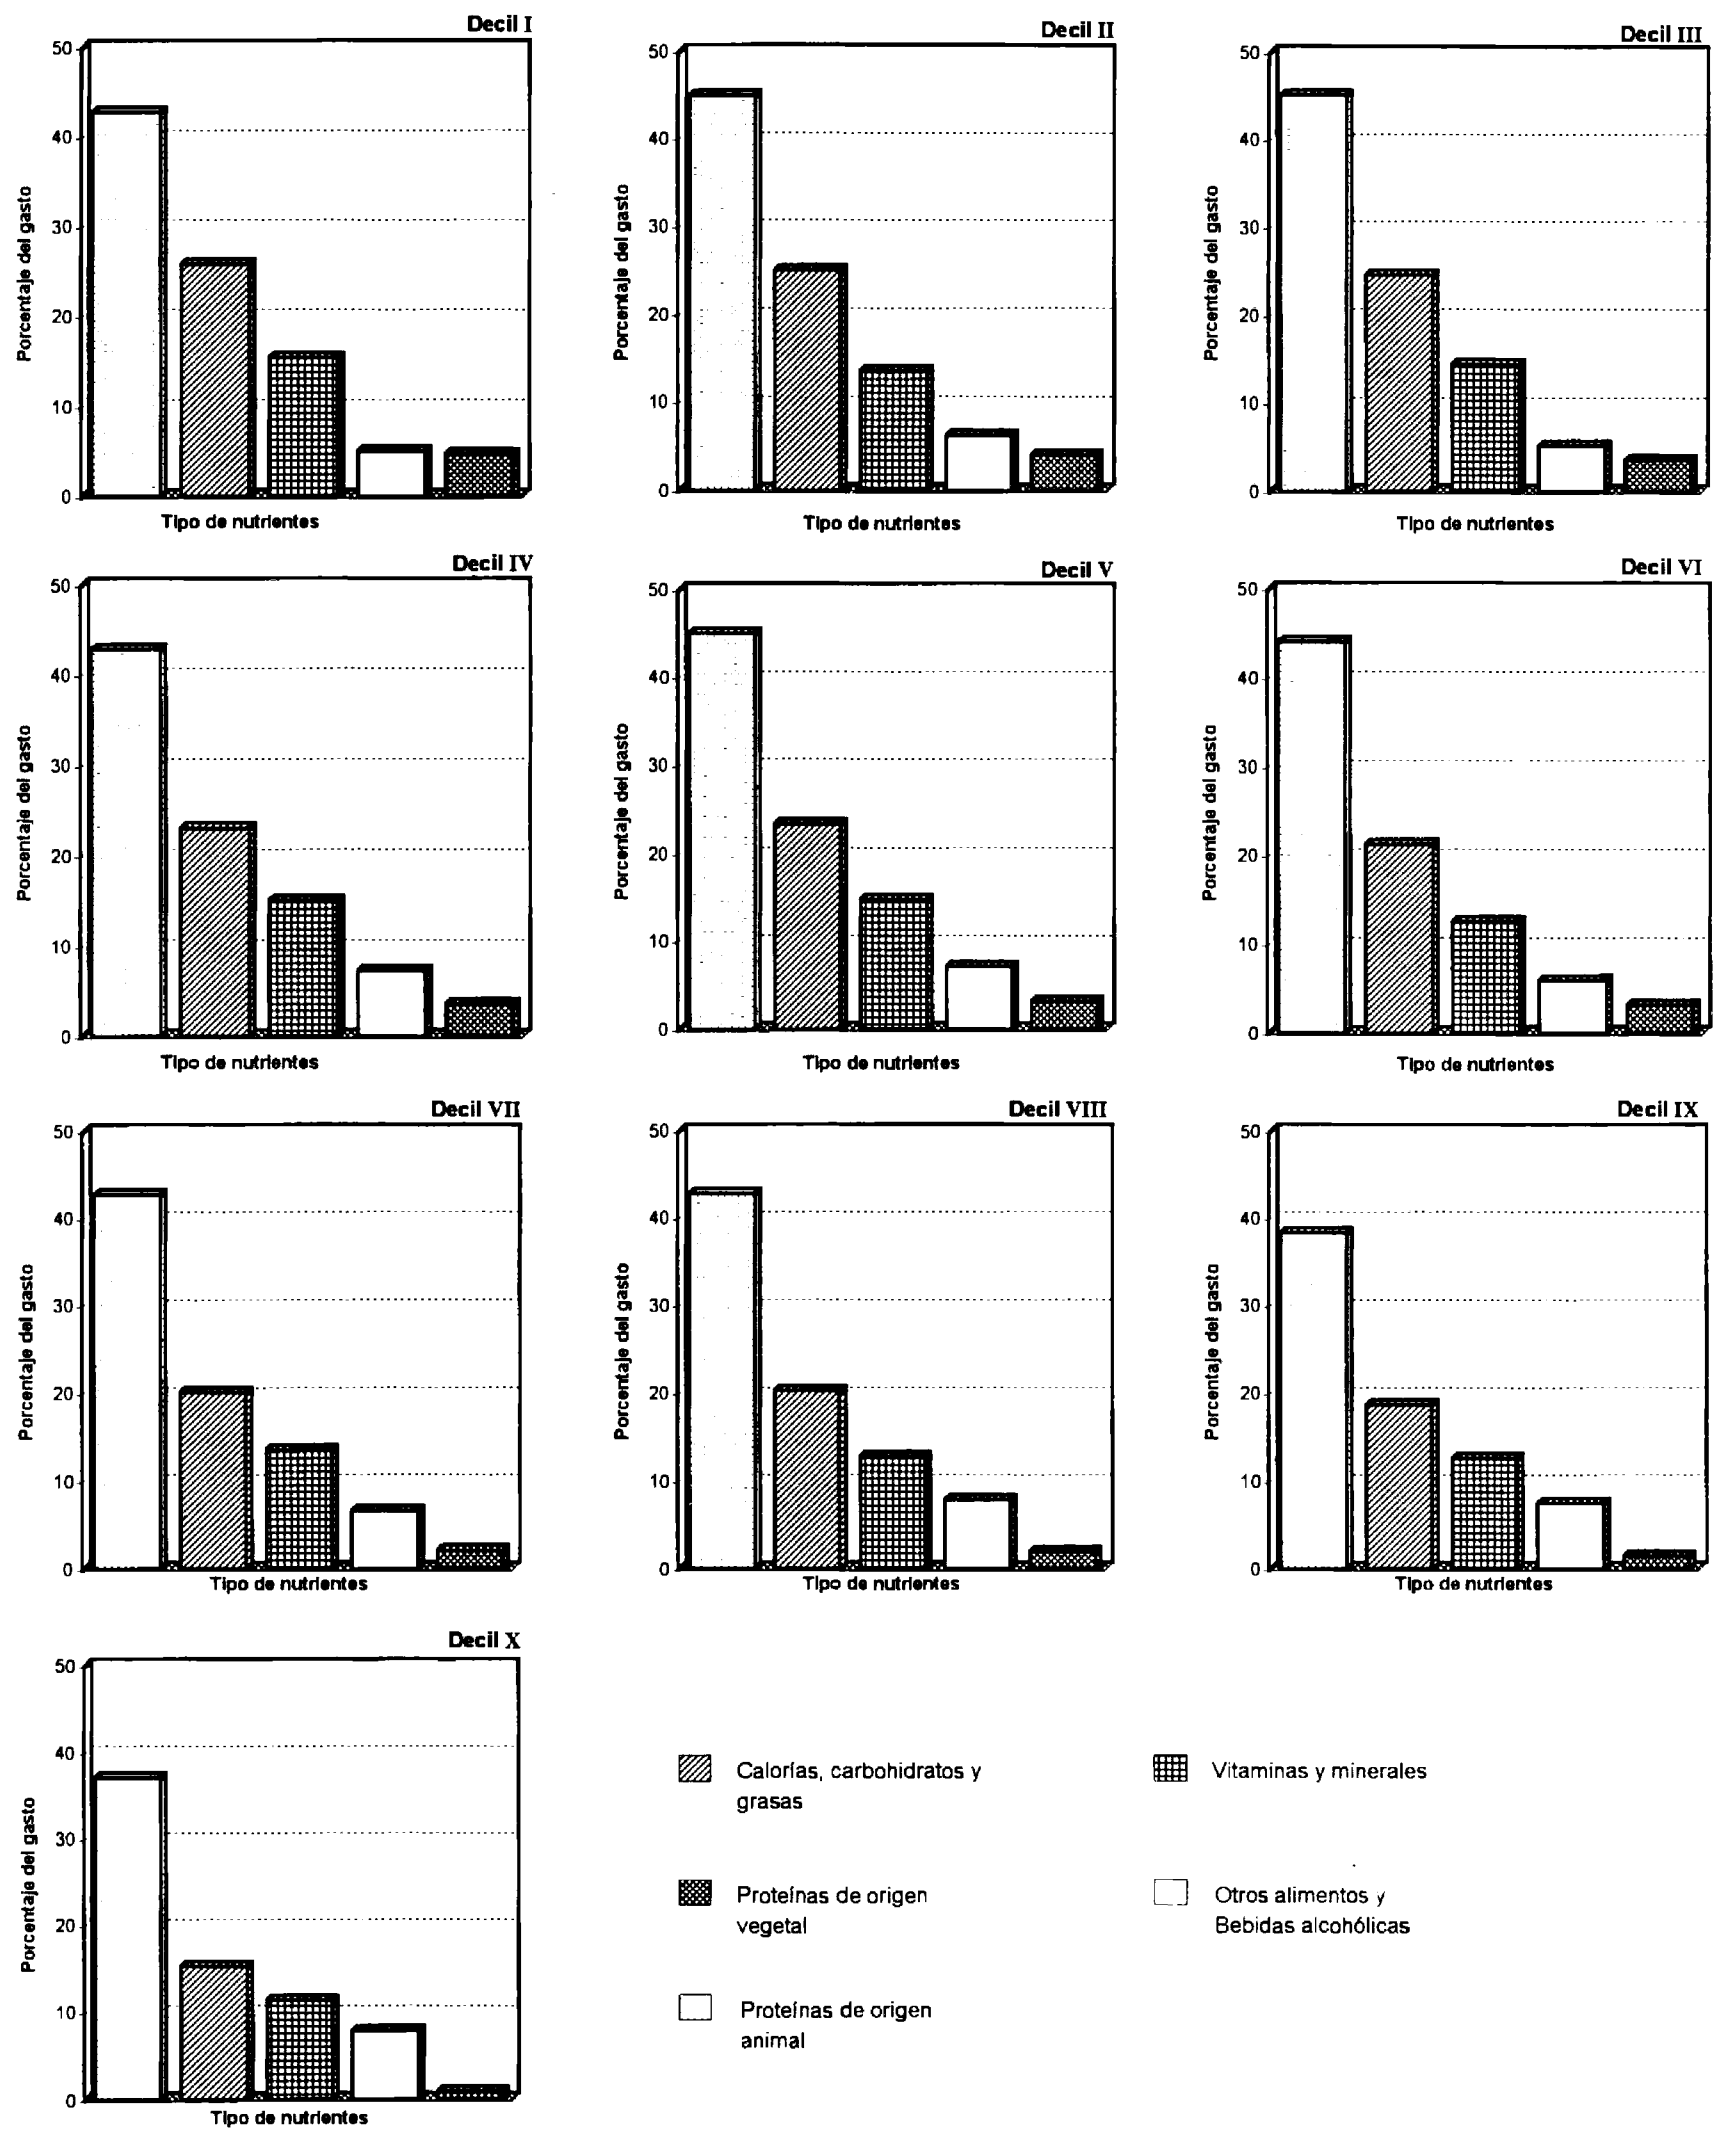 Decil I
50
40
30
20
10
0
Porcentaje del gasto
Tipo de nutrientes
Decil II
50
40
30
20
10
0
Porcentaje del gasto
Tipo de nutrientes
Decil III
50
40
30
20
10
0
Porcentaje del gasto
Tipo de nutrientes
Decil IV
50
40
30
20
10
0
Porcentaje del gasto
Tipo de nutrientes
Decil V
50
40
30
20
10
0
Porcentaje del gasto
Tipo de nutrientes
Decil VI
50
40
30
20
10
0
Porcentaje del gasto
Tipo de nutrientes
Decil VII
50
40
30
20
10
0
Porcentaje del gasto
Tipo de nutrientes
Decil VIII
50
40
30
20
10
0
Porcentaje del gasto
Tipo de nutrientes
Decil IX
50
40
30
20
10
0
Porcentaje del gasto
Tipo de nutrientes
Decil X
50
40
30
20
10
0
Porcentaje del gasto
Tipo de nutrientes
Calorías, carbohidratos y
grasas
Vitaminas y minerales
Proteínas de origen
vegetal
Otros alimentos y
Bebidas alcohólicas
Proteínas de origen
animal